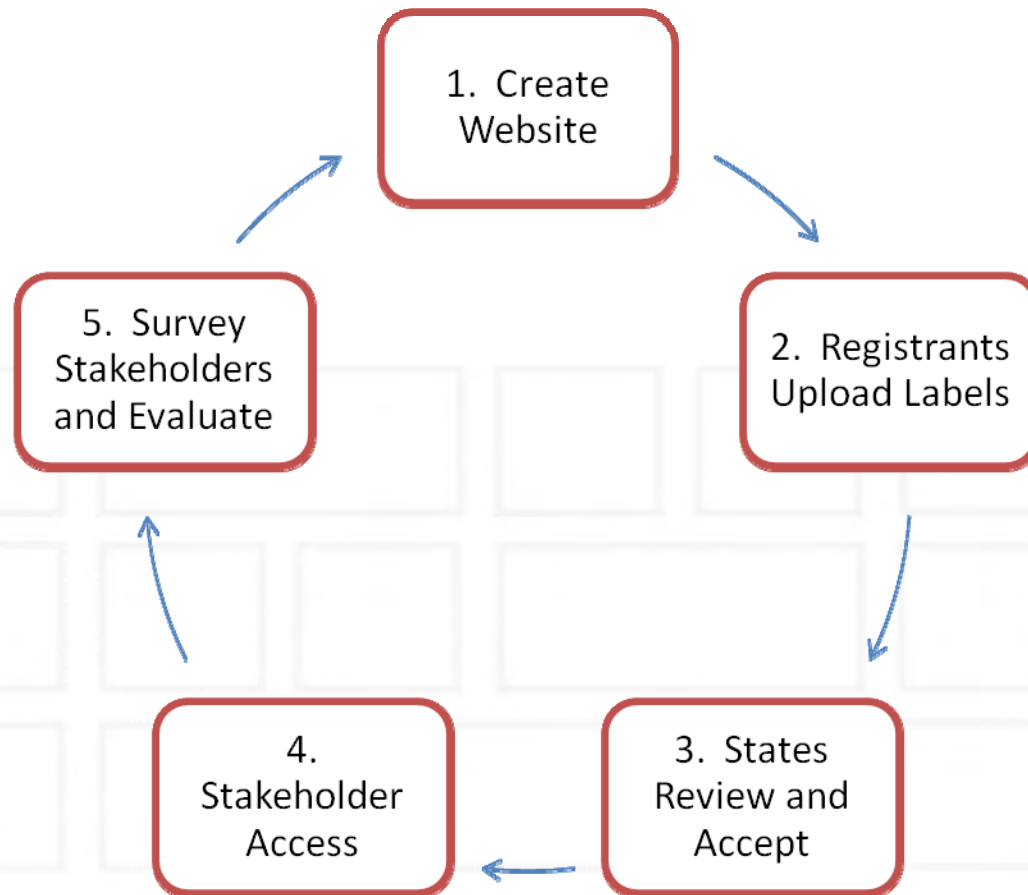 1. Create
Website
2. Registrants
Upload Labels
3. States
Review and
Accept
4.
Stakeholder
Access
5. Survey
Stakeholders
and Evaluate